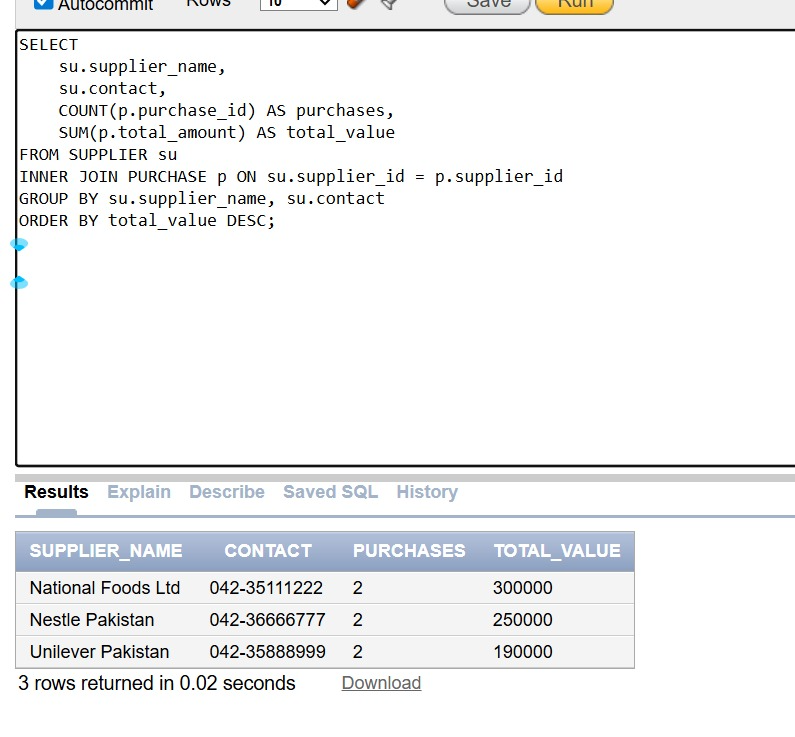 Autocommit Rows 10 Save Run
SELECT
su.supplier_name,
su.contact,
COUNT(p.purchase_id) AS purchases,
SUM(p.total_amount) AS total_value
FROM SUPPLIER su
INNER JOIN PURCHASE p ON su.supplier_id = p.supplier_id
GROUP BY su.supplier_name, su.contact
ORDER BY total_value DESC;
Results Explain Describe Saved SQL History
SUPPLIER_NAME CONTACT PURCHASES TOTAL_VALUE
National Foods Ltd 042-35111222 2 300000
Nestle Pakistan 042-36666777 2 250000
Unilever Pakistan 042-35888999 2 190000
3 rows returned in 0.02 seconds Download